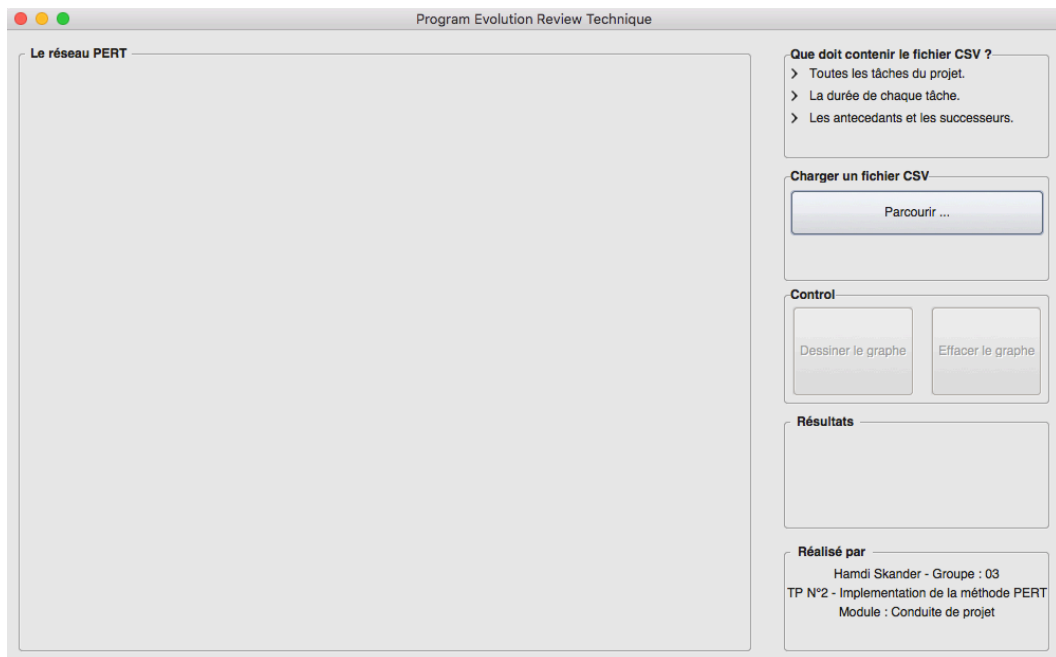 Program Evolution Review Technique
Le réseau PERT
Que doit contenir le fichier CSV ?
> Toutes les tâches du projet.
> La durée de chaque tâche.
> Les antecedants et les successeurs.
Charger un fichier CSV
Parcourir ...
Control
Dessiner le graphe
Effacer le graphe
Résultats
Réalisé par
Hamdi Skander - Groupe : 03
TP N°2 - Implementation de la méthode PERT
Module : Conduite de projet